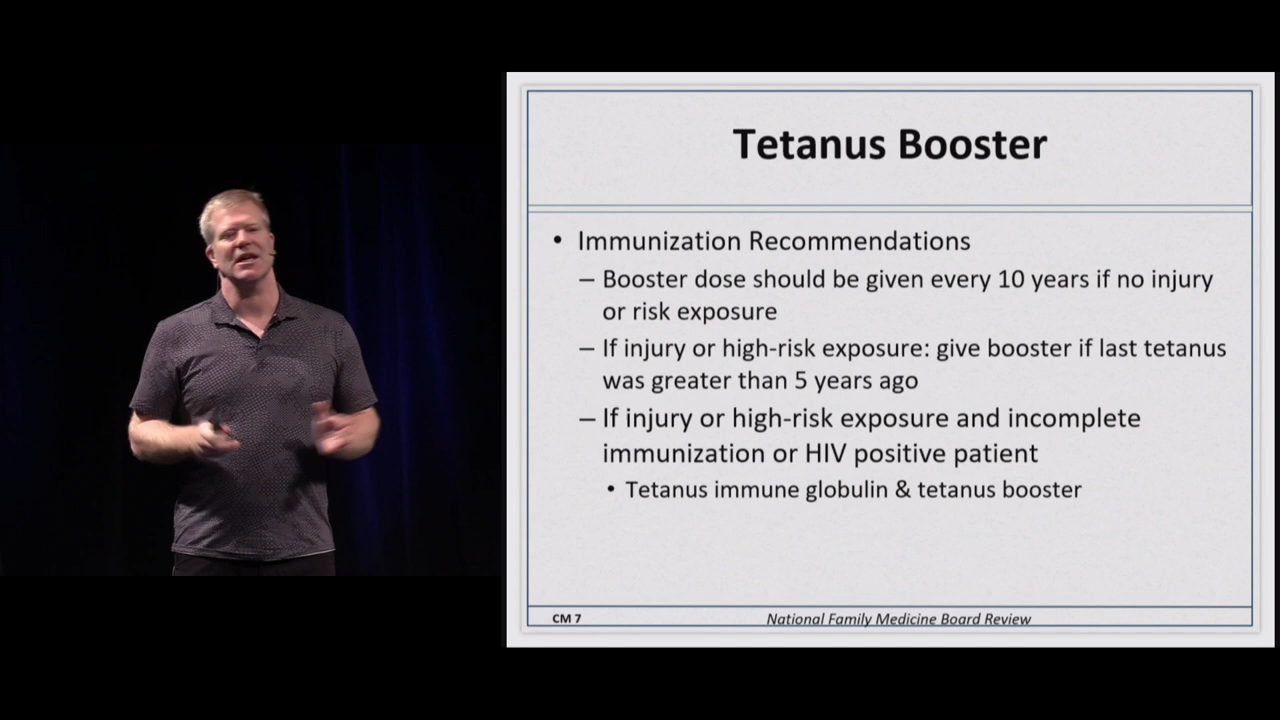 Tetanus Booster
• Immunization Recommendations
– Booster dose should be given every 10 years if no injury
or risk exposure
– If injury or high-risk exposure: give booster if last tetanus
was greater than 5 years ago
– If injury or high-risk exposure and incomplete
immunization or HIV positive patient
• Tetanus immune globulin & tetanus booster
CM 7
National Family Medicine Board Review